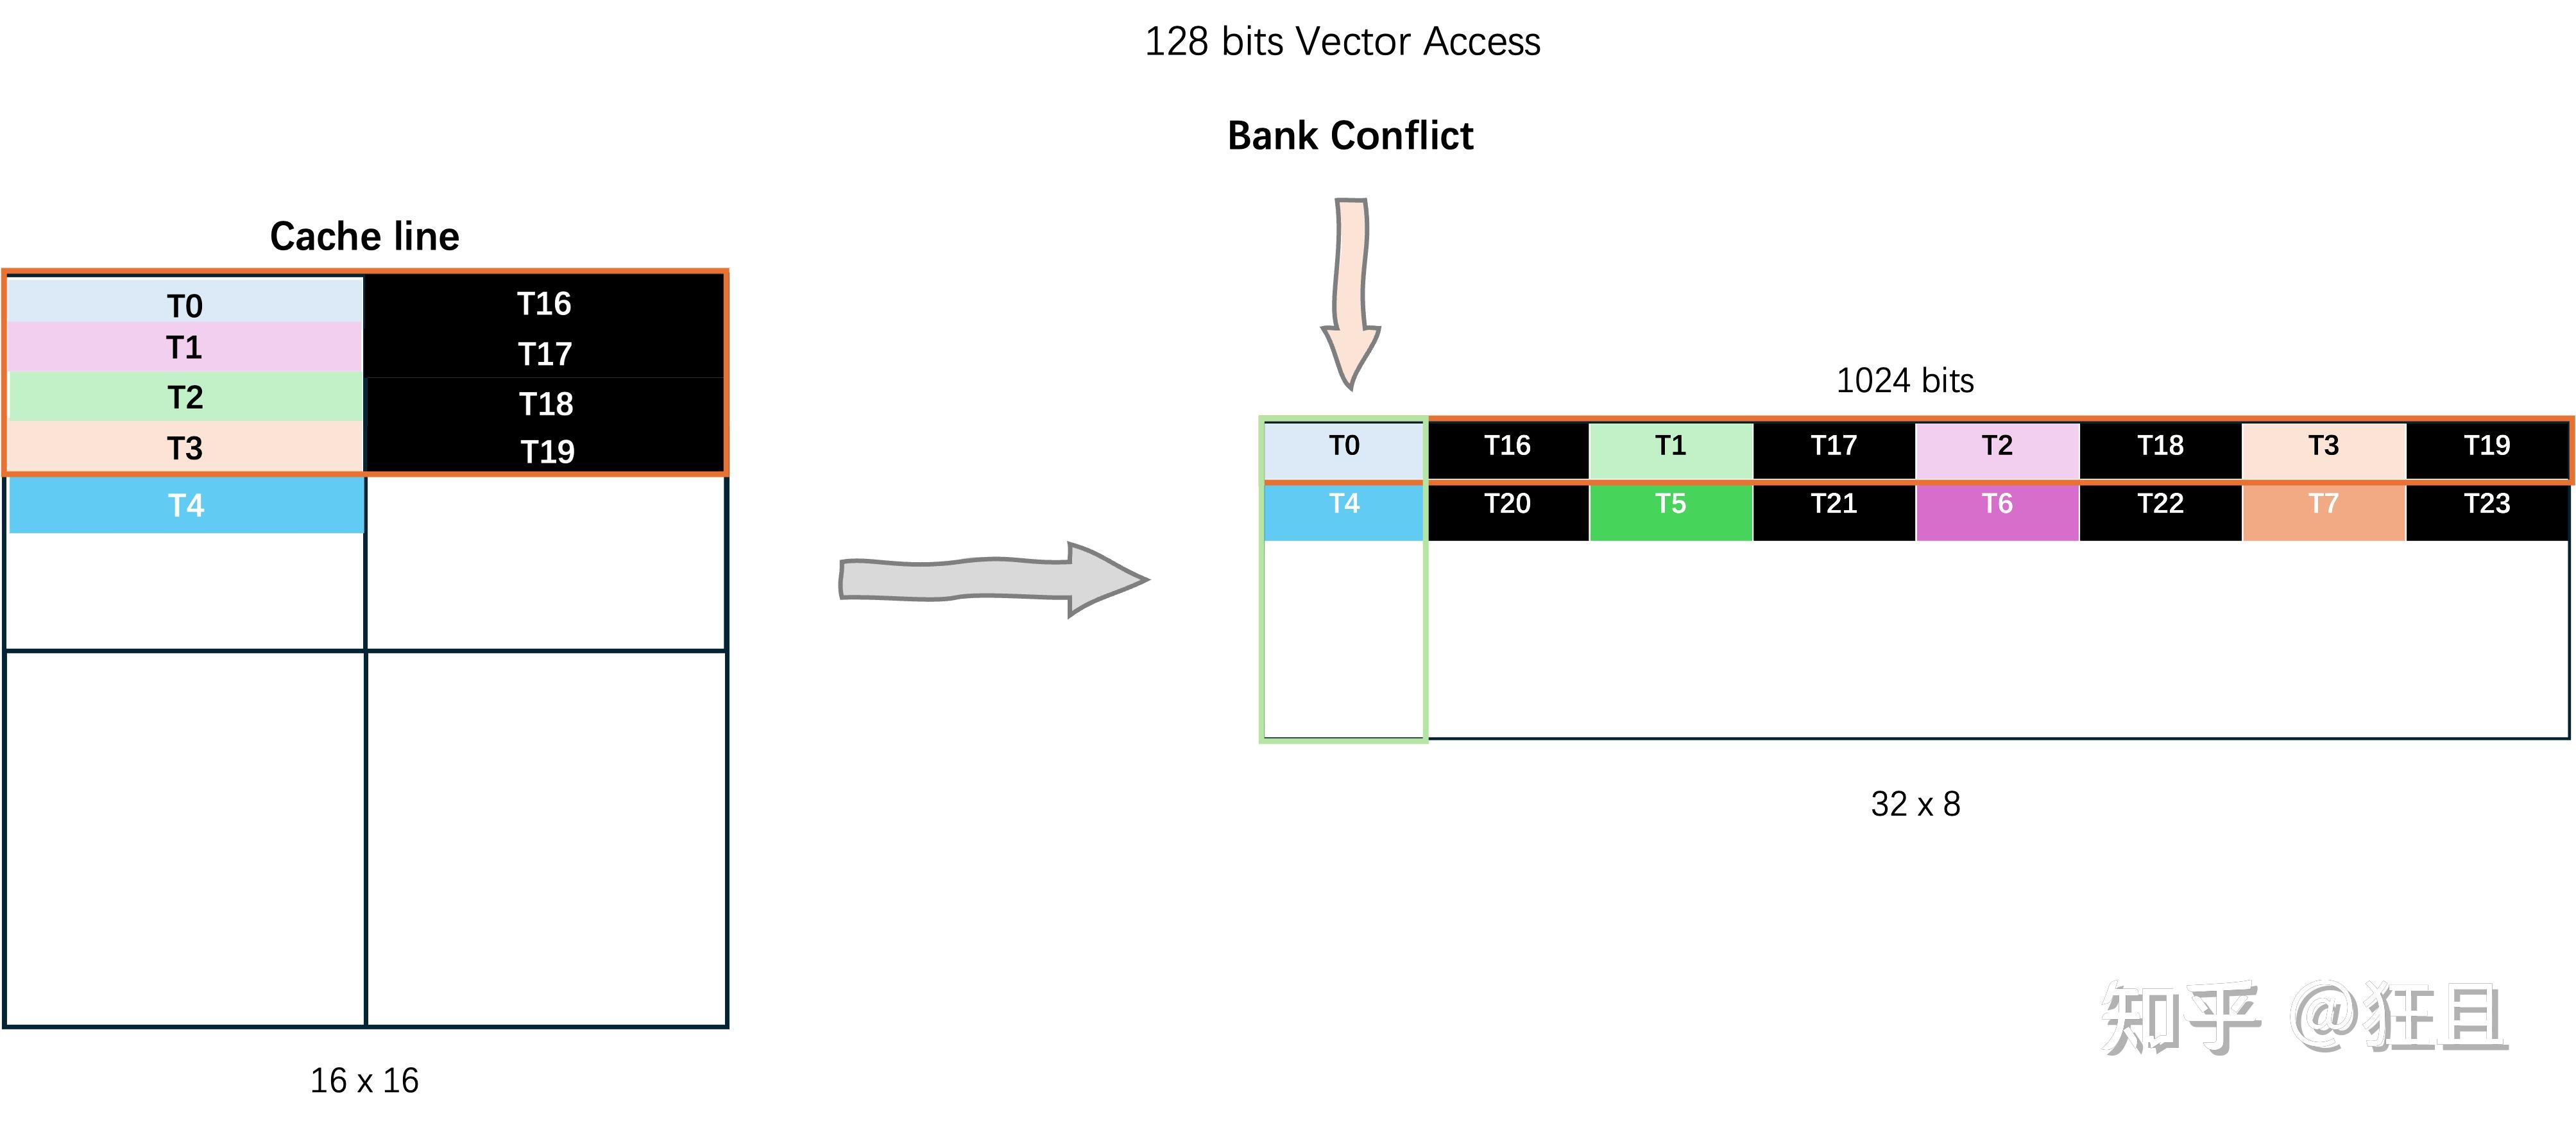 128 bits Vector Access
Bank Conflict
Cache line
T0 T16
T1 T17
T2 T18
T3 T19
T4
1024 bits
T0 T16 T1 T17 T2 T18 T3 T19
T4 T20 T5 T21 T6 T22 T7 T23
32 x 8
16 x 16
知乎 @狂且